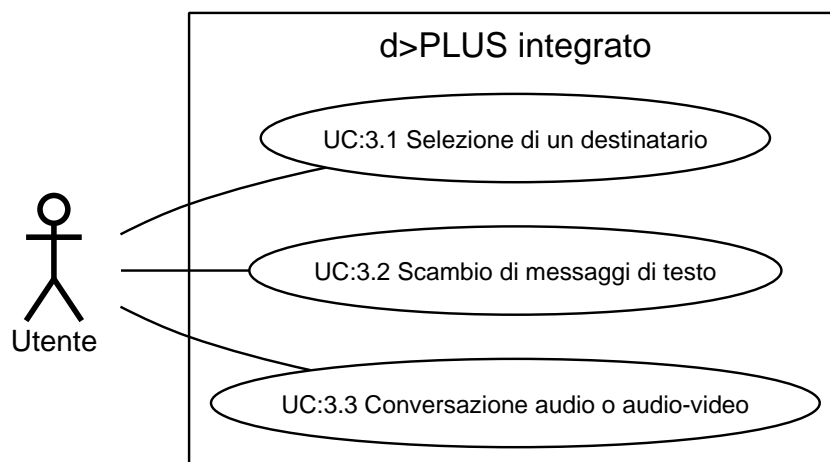 d>PLUS integrato
UC:3.1 Selezione di un destinatario
UC:3.2 Scambio di messaggi di testo
Utente
UC:3.3 Conversazione audio o audio-video